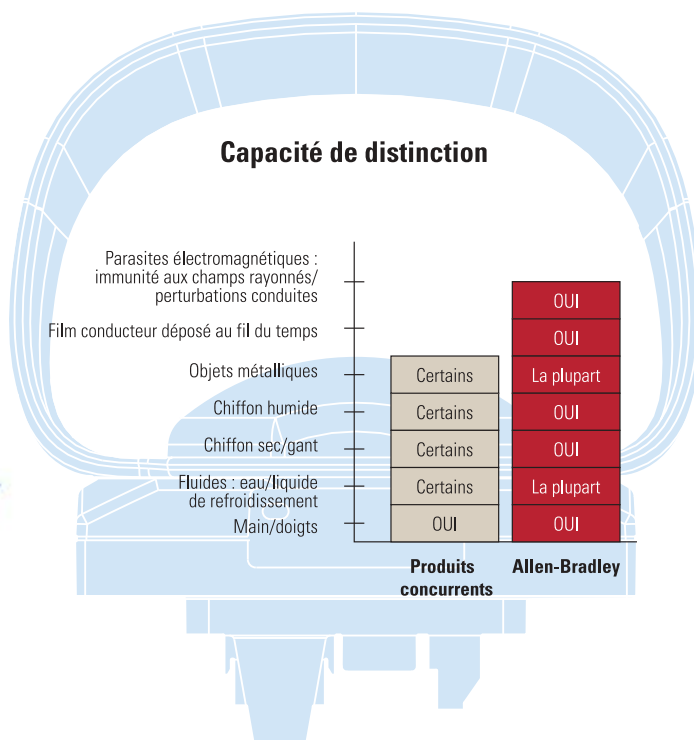 Capacité de distinction
Parasites électromagnétiques :
immunité aux champs rayonnés/
perturbations conduites
OUI
Film conducteur déposé au fil du temps
OUI
Objets métalliques
Certains
La plupart
Chiffon humide
Certains
OUI
Chiffon sec/gant
Certains
OUI
Fluides : eau/liquide
de refroidissement
Certains
La plupart
Main/doigts
OUI
OUI
Produits
concurrents
Allen-Bradley